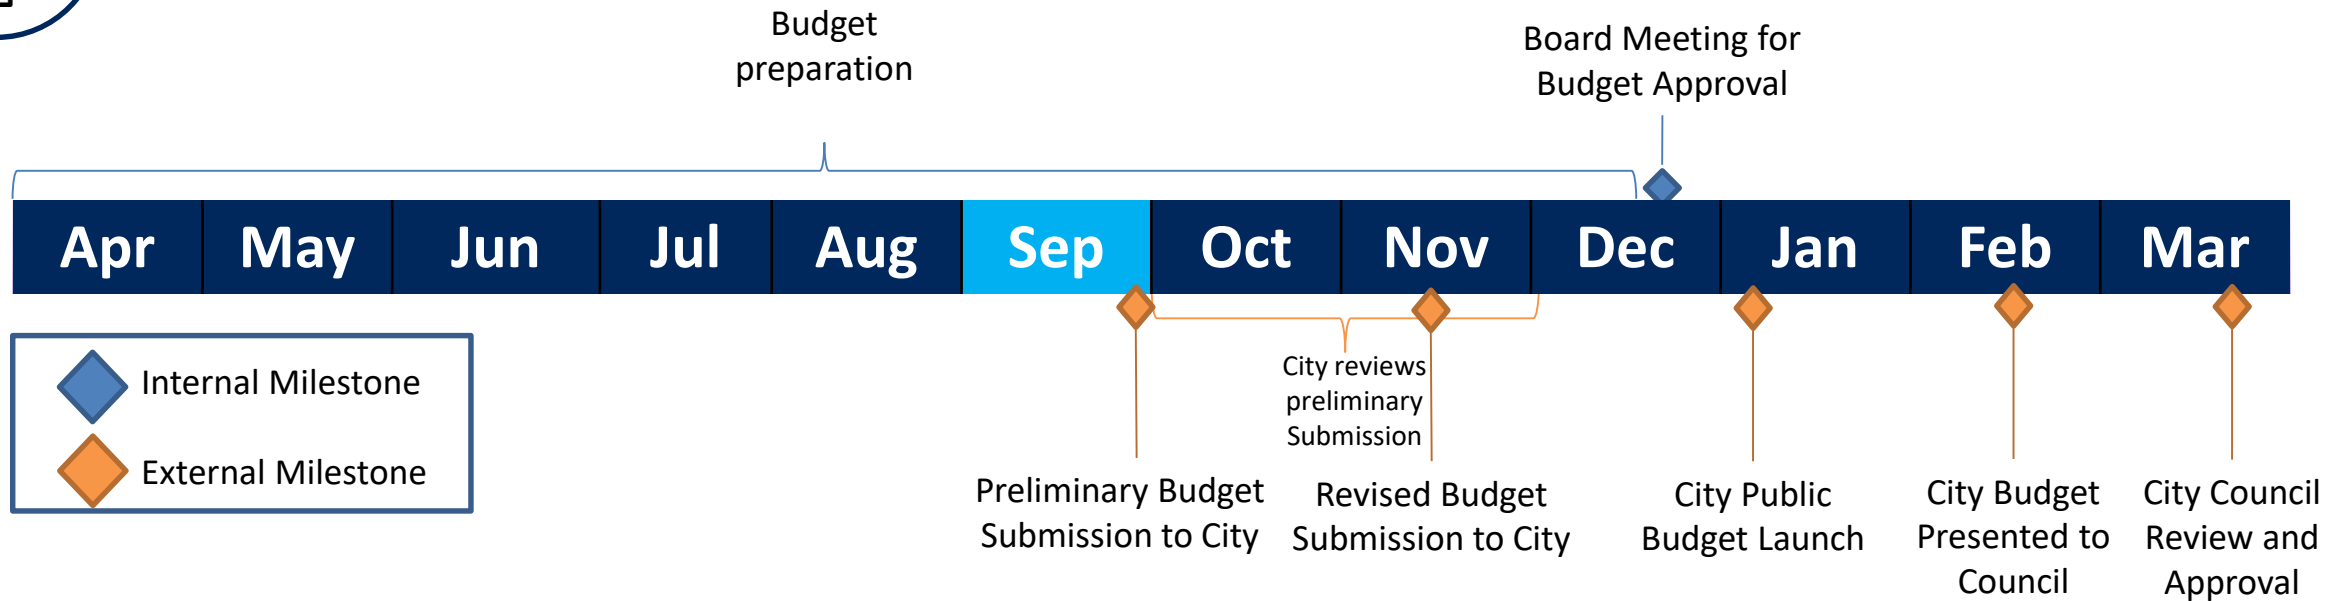 Budget
preparation
Board Meeting for
Budget Approval
Apr May Jun Jul Aug Sep Oct Nov Dec Jan Feb Mar
Internal Milestone
External Milestone
City reviews
preliminary
Submission
Preliminary Budget
Submission to City
Revised Budget
Submission to City
City Public
Budget Launch
City Budget
Presented to
Council
City Council
Review and
Approval